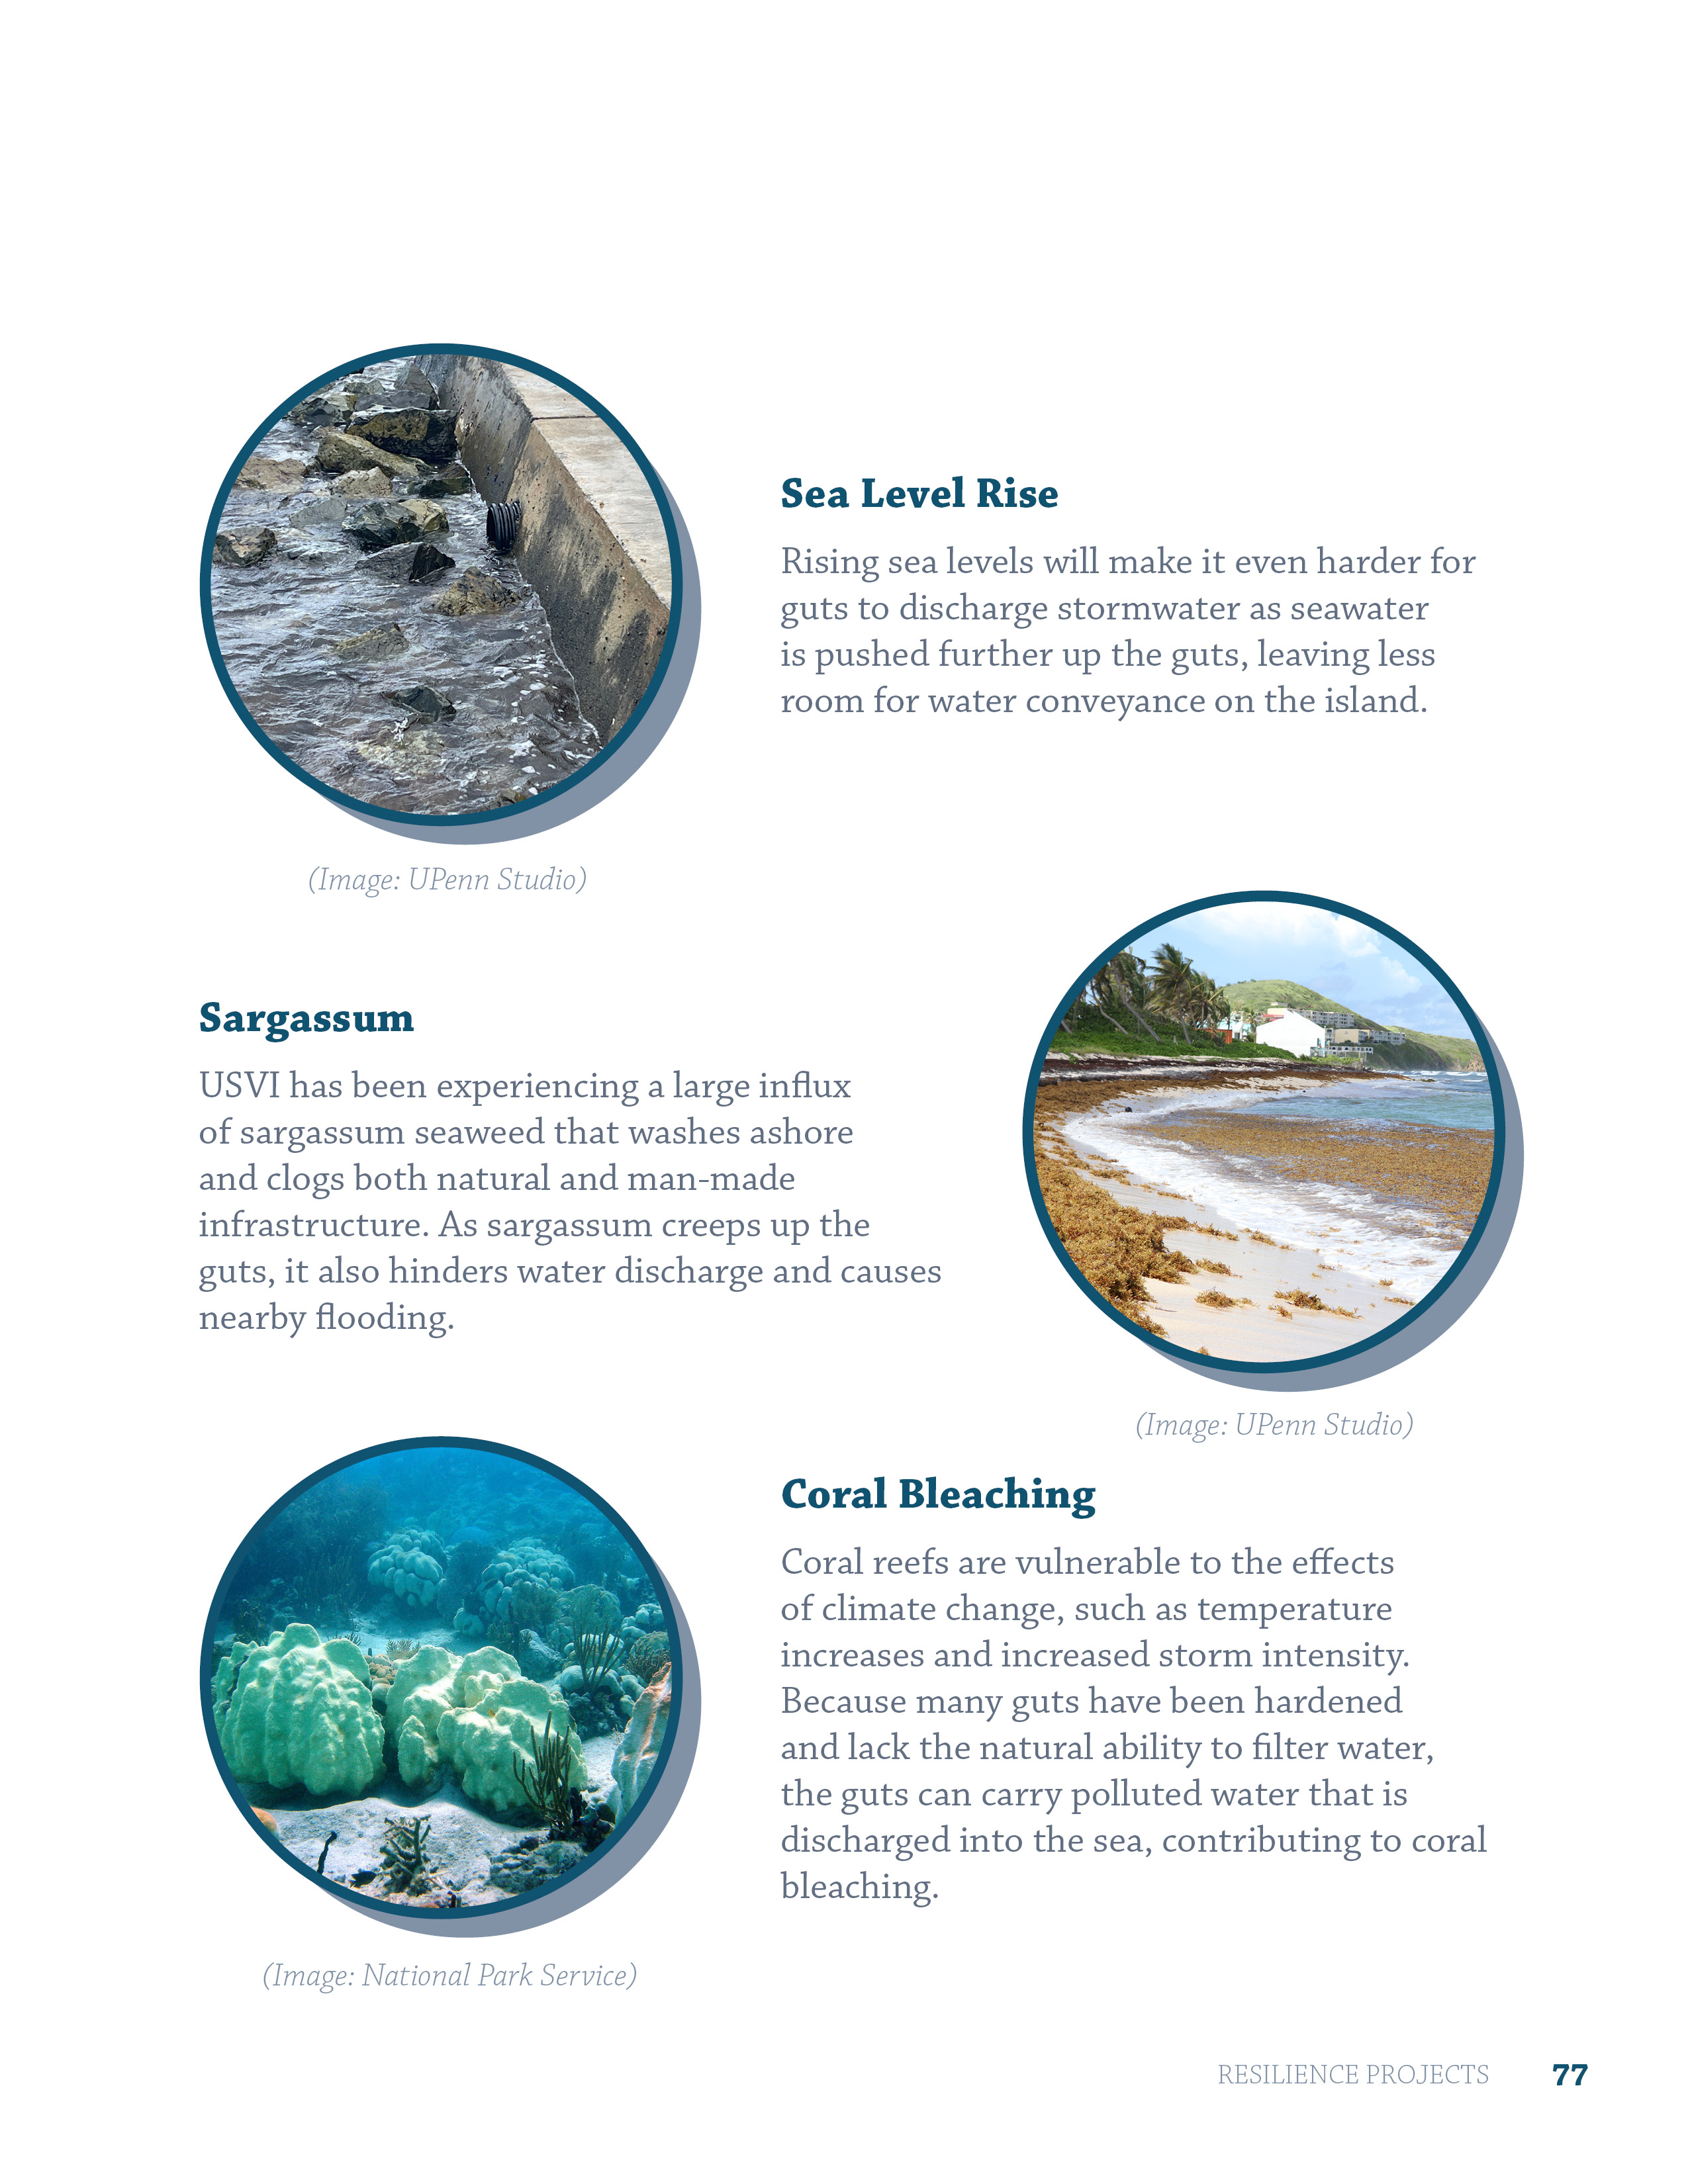 Sea Level Rise
Rising sea levels will make it even harder for
guts to discharge stormwater as seawater
is pushed further up the guts, leaving less
room for water conveyance on the island.
(Image: UPenn Studio)
Sargassum
USVI has been experiencing a large influx
of sargassum seaweed that washes ashore
and clogs both natural and man-made
infrastructure. As sargassum creeps up the
guts, it also hinders water discharge and causes
nearby flooding.
(Image: UPenn Studio)
Coral Bleaching
Coral reefs are vulnerable to the effects
of climate change, such as temperature
increases and increased storm intensity.
Because many guts have been hardened
and lack the natural ability to filter water,
the guts can carry polluted water that is
discharged into the sea, contributing to coral
bleaching.
(Image: National Park Service)
RESILIENCE PROJECTS 77